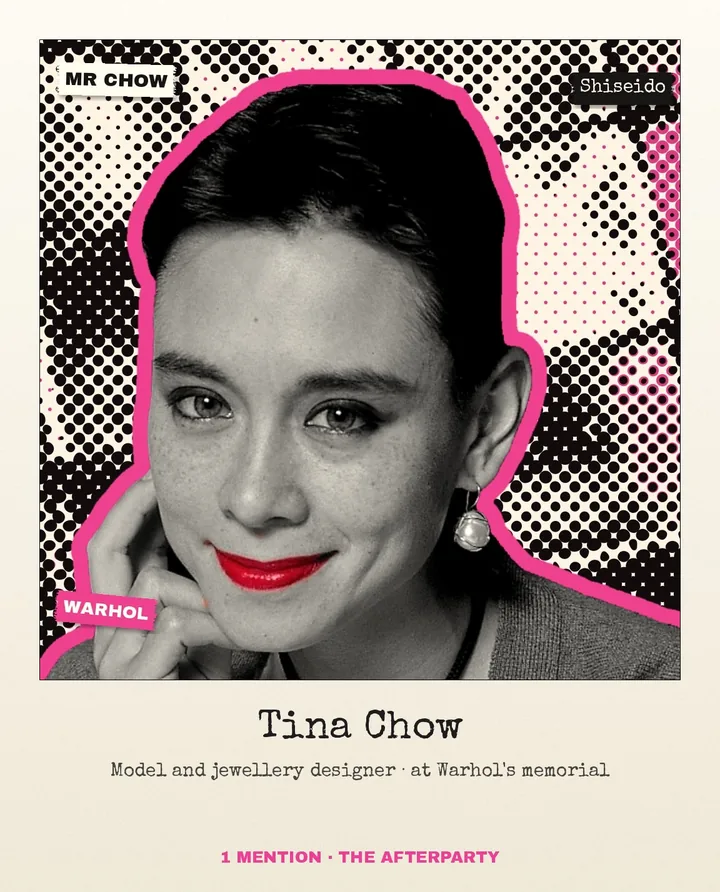 MR CHOW
Shiseido
WARHOL
Tina Chow
Model and jewellery designer · at Warhol's memorial
1 MENTION · THE AFTERPARTY